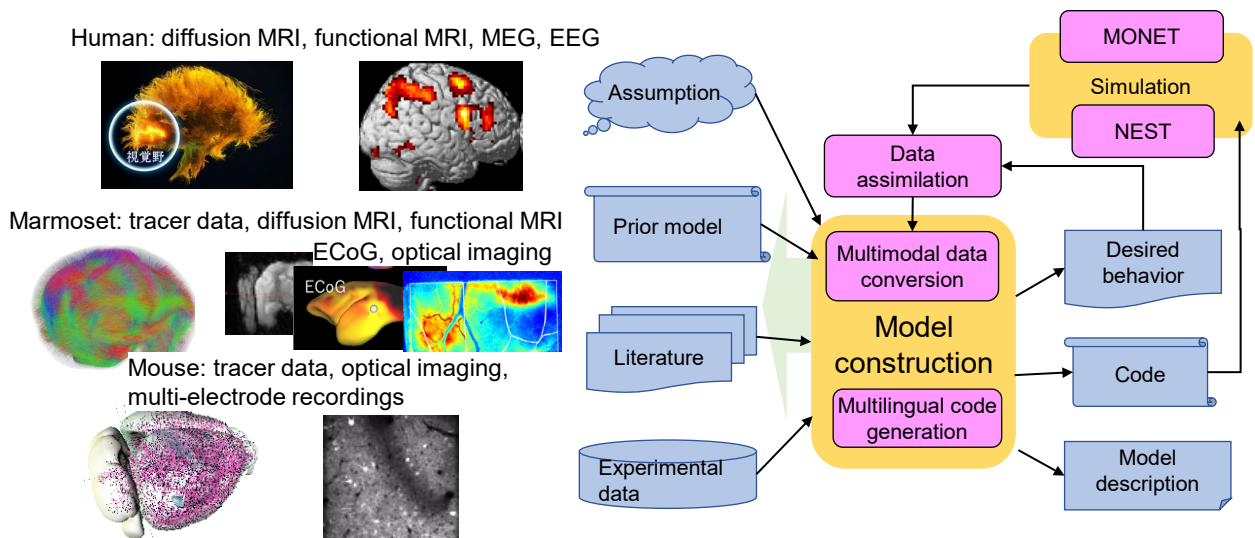 Human: diffusion MRI, functional MRI, MEG, EEG
視覚野
Marmoset: tracer data, diffusion MRI, functional MRI
ECoG, optical imaging
ECoG
Mouse: tracer data, optical imaging,
multi-electrode recordings
Assumption
Prior model
Literature
Experimental
data
MONET
Simulation
NEST
Data
assimilation
Multimodal data
conversion
Model
construction
Multilingual code
generation
Desired
behavior
Code
Model
description